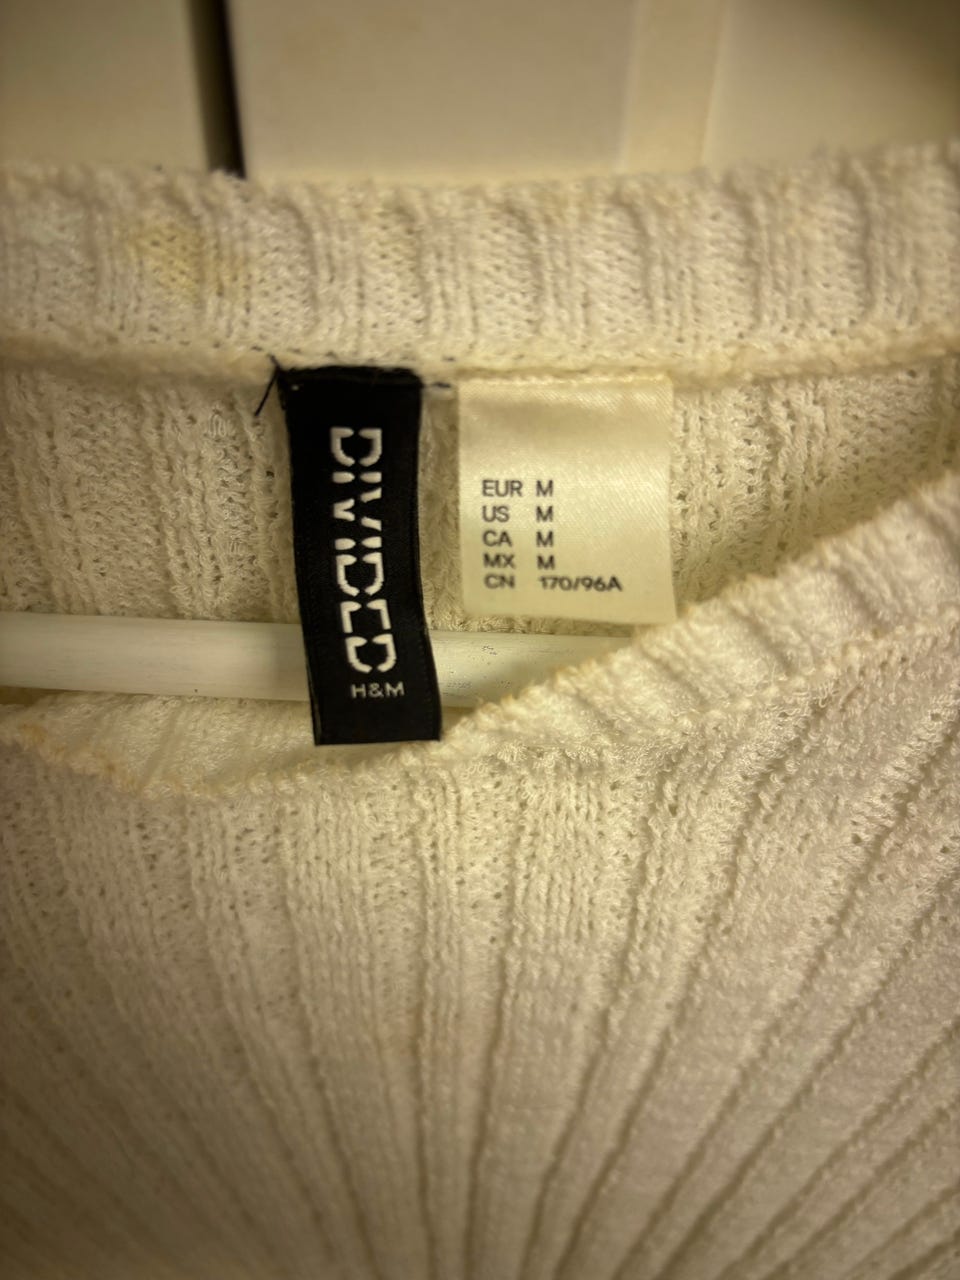 DIVIDED
H&M
EUR M
US M
CA M
MX M
CN 170/96A